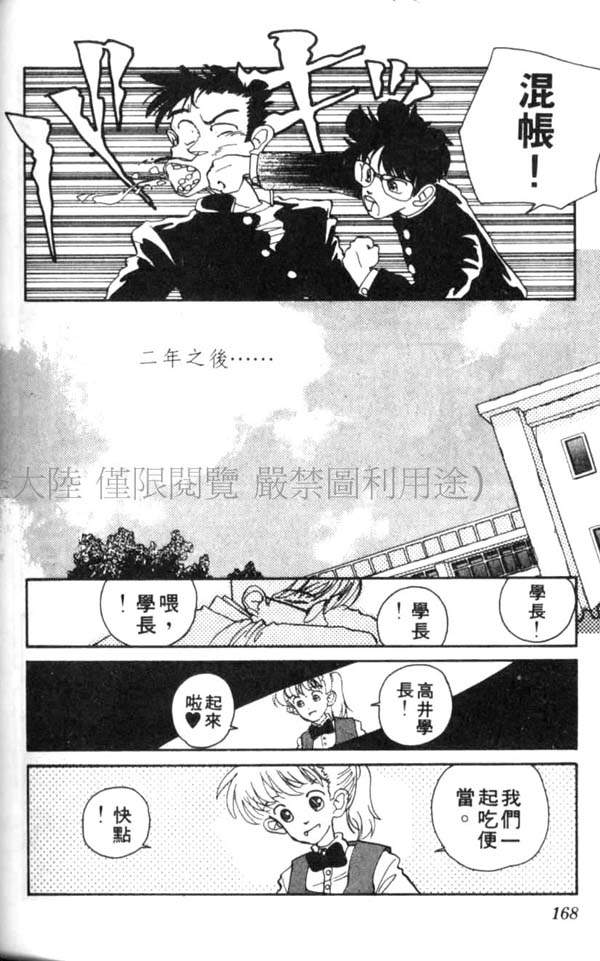 混帳！
二年之後……
大陸 僅限閱覽 嚴禁圖利用途）
學長！
學長！
喂，
學長！
高井學
長！
起來
啦♥
我們一
起吃便
當。
快點
！
168